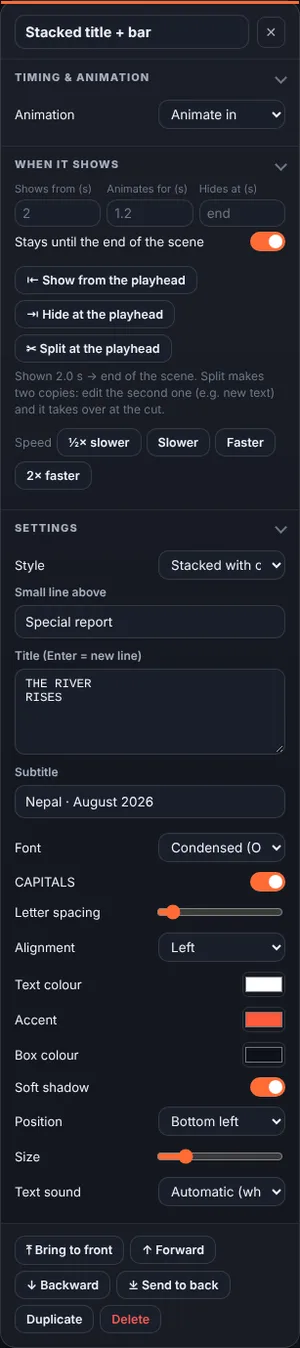 Stacked title + bar ✕
TIMING & ANIMATION
Animation Animate in
WHEN IT SHOWS
Shows from (s) Animates for (s) Hides at (s)
2 1.2 end
Stays until the end of the scene
⇤ Show from the playhead
⇥ Hide at the playhead
✂ Split at the playhead
Shown 2.0 s → end of the scene. Split makes
two copies: edit the second one (e.g. new text)
and it takes over at the cut.
Speed ½× slower Slower Faster
2× faster
SETTINGS
Style Stacked with c
Small line above
Special report
Title (Enter = new line)
THE RIVER
RISES
Subtitle
Nepal · August 2026
Font Condensed (O
CAPITALS
Letter spacing
Alignment Left
Text colour
Accent
Box colour
Soft shadow
Position Bottom left
Size
Text sound Automatic (wh
⤒ Bring to front ↑ Forward
↓ Backward ⤓ Send to back
Duplicate Delete